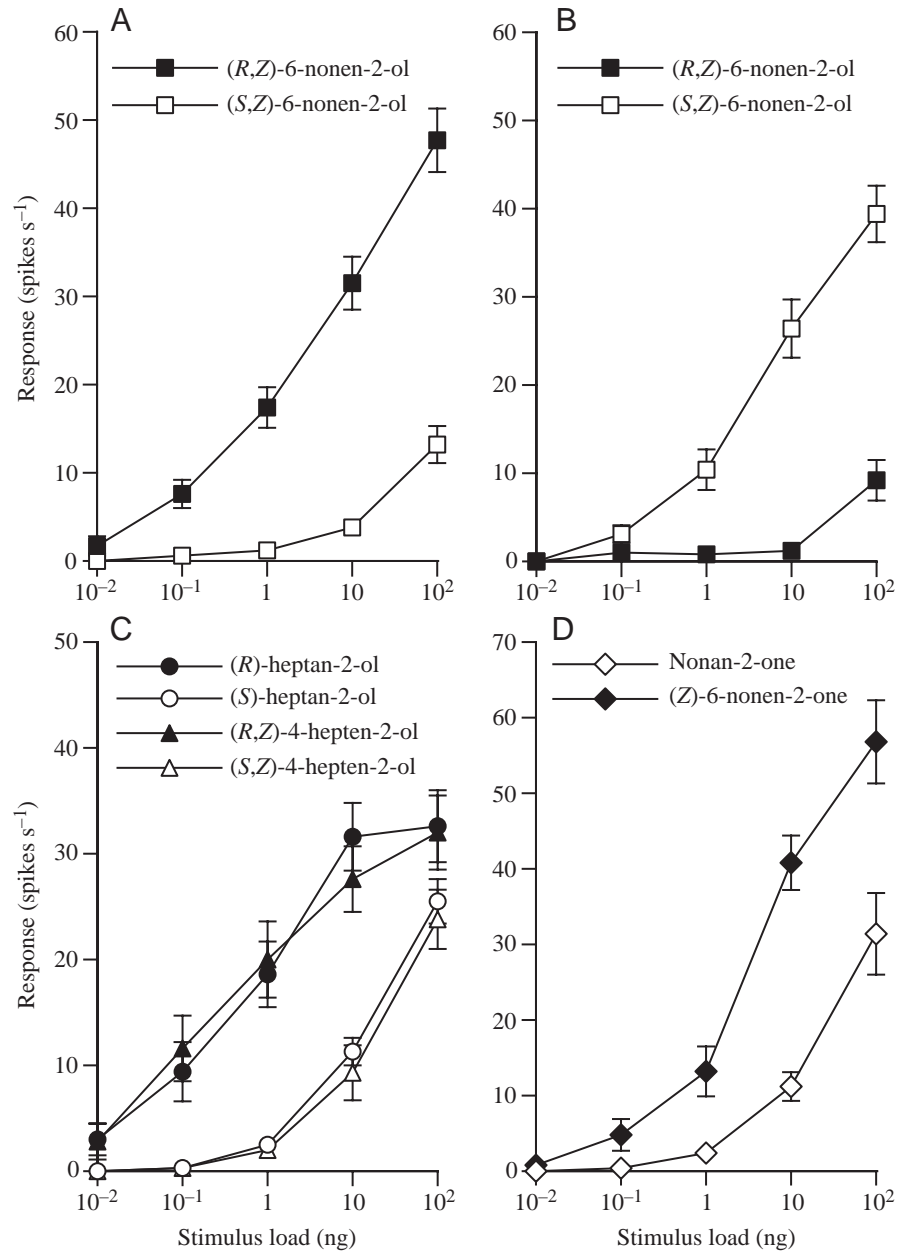 A
60
50
40
30
20
10
0
Response (spikes s⁻¹)
(R,Z)-6-nonen-2-ol
(S,Z)-6-nonen-2-ol
10⁻² 10⁻¹ 1 10 10²
B
60
50
40
30
20
10
0
(R,Z)-6-nonen-2-ol
(S,Z)-6-nonen-2-ol
10⁻² 10⁻¹ 1 10 10²
C
50
40
30
20
10
0
Response (spikes s⁻¹)
(R)-heptan-2-ol
(S)-heptan-2-ol
(R,Z)-4-hepten-2-ol
(S,Z)-4-hepten-2-ol
10⁻² 10⁻¹ 1 10 10²
Stimulus load (ng)
D
70
60
50
40
30
20
10
0
Nonan-2-one
(Z)-6-nonen-2-one
10⁻² 10⁻¹ 1 10 10²
Stimulus load (ng)